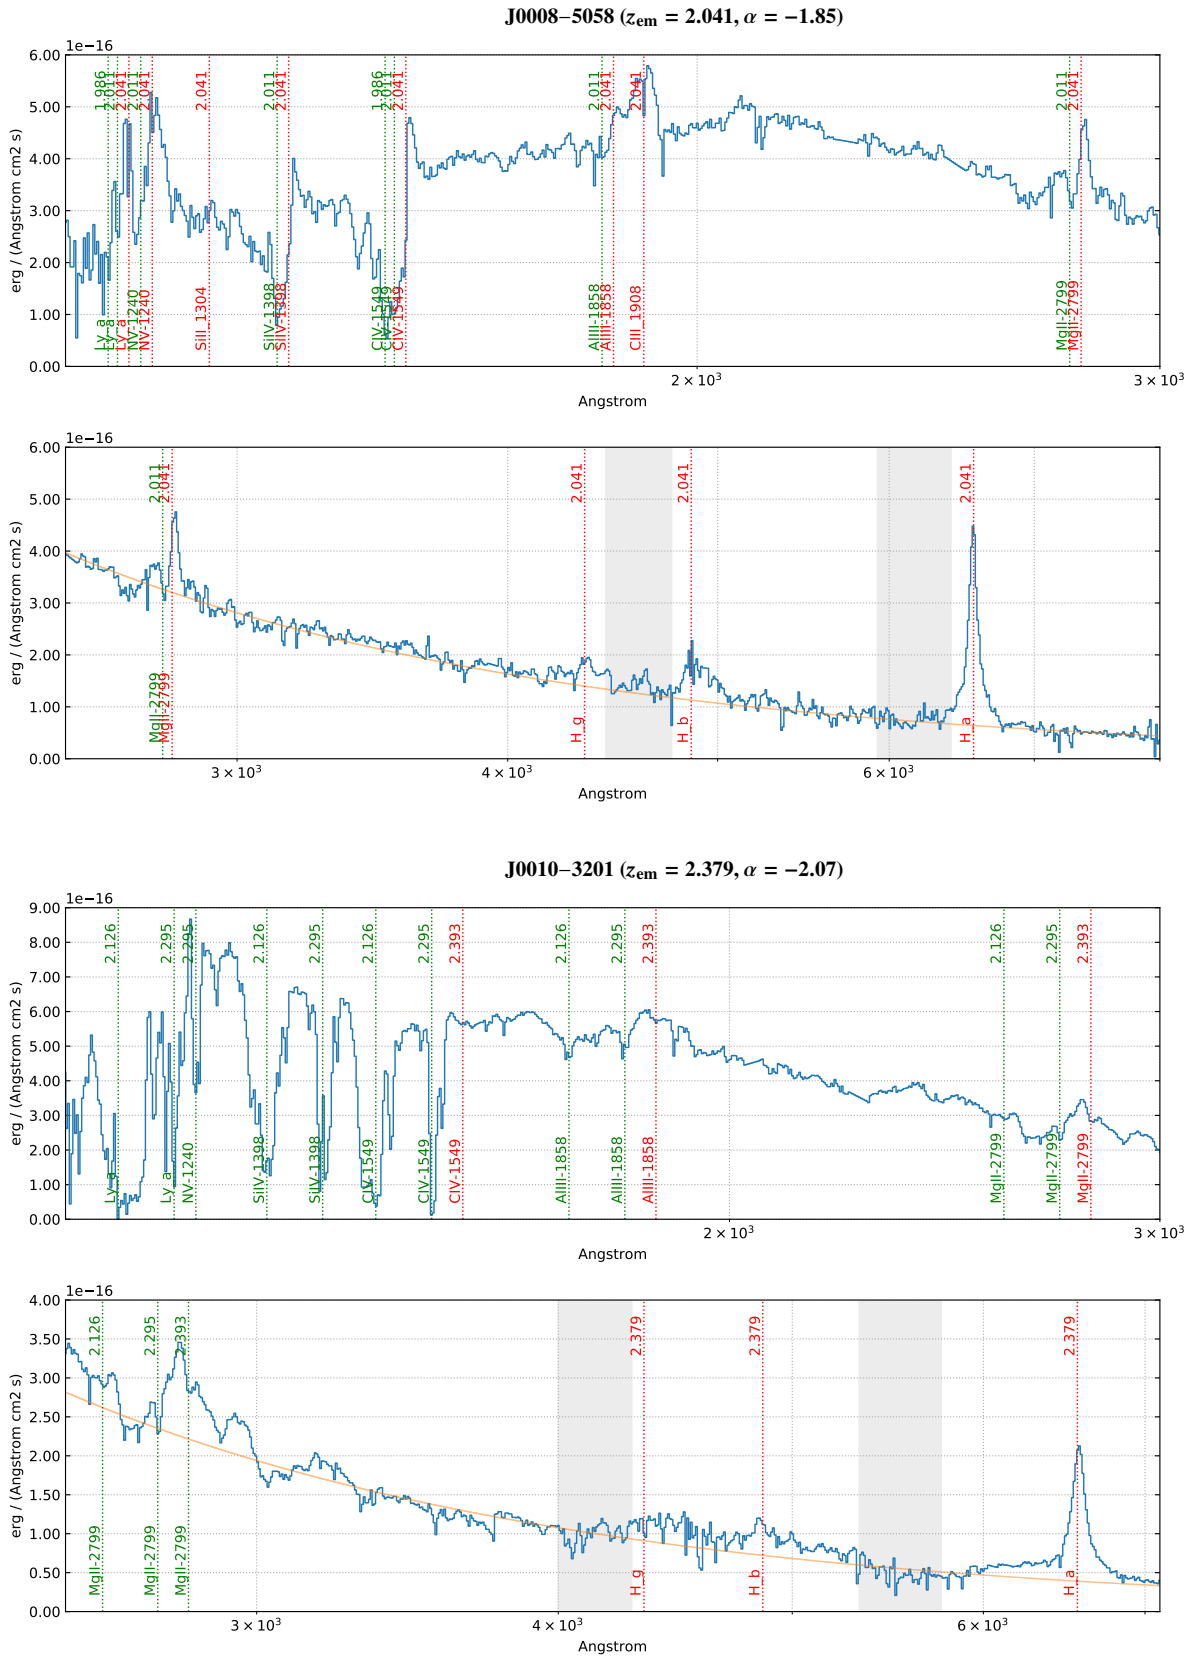 J0008−5058 (zem = 2.041, α = −1.85)
1e−16
6.00
5.00
4.00
3.00
2.00
1.00
0.00
erg / (Angstrom cm2 s)
1.986
2.011
2.041
2.011
2.041
2.041
2.011
2.041
1.986
2.011
2.041
2.011
2.041
2.041
2.011
2.041
Ly_a
Ly_a
Ly_a
NV-1240
NV-1240
SiII_1304
SiIV-1398
SiIV-1398
CIV-1549
CIV-1549
CIV-1549
AlIII-1858
AlIII-1858
CIII_1908
MgII-2799
MgII-2799
2 × 10³
3 × 10³
Angstrom
1e−16
6.00
5.00
4.00
3.00
2.00
1.00
0.00
erg / (Angstrom cm2 s)
2.011
2.041
2.041
2.041
2.041
MgII-2799
MgII-2799
H_g
H_b
H_a
3 × 10³
4 × 10³
6 × 10³
Angstrom
J0010−3201 (zem = 2.379, α = −2.07)
1e−16
9.00
8.00
7.00
6.00
5.00
4.00
3.00
2.00
1.00
0.00
erg / (Angstrom cm2 s)
2.126
2.295
2.295
2.126
2.295
2.126
2.295
2.393
2.126
2.295
2.393
2.126
2.295
2.393
Ly_a
Ly_a
NV-1240
SiIV-1398
SiIV-1398
CIV-1549
CIV-1549
CIV-1549
AlIII-1858
AlIII-1858
AlIII-1858
MgII-2799
MgII-2799
MgII-2799
2 × 10³
3 × 10³
Angstrom
1e−16
4.00
3.50
3.00
2.50
2.00
1.50
1.00
0.50
0.00
erg / (Angstrom cm2 s)
2.126
2.295
2.393
2.379
2.379
2.379
MgII-2799
MgII-2799
MgII-2799
H_g
H_b
H_a
3 × 10³
4 × 10³
6 × 10³
Angstrom